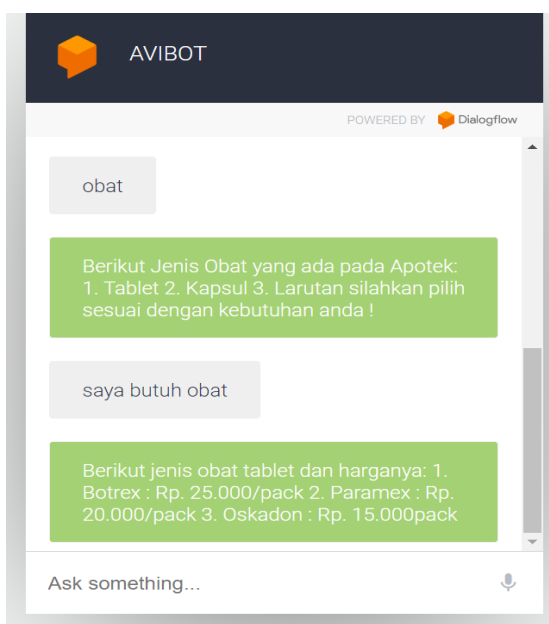 AVIBOT
POWERED BY Dialogflow
obat
Berikut Jenis Obat yang ada pada Apotek:
1. Tablet 2. Kapsul 3. Larutan silahkan pilih
sesuai dengan kebutuhan anda !
saya butuh obat
Berikut jenis obat tablet dan harganya: 1.
Botrex : Rp. 25.000/pack 2. Paramex : Rp.
20.000/pack 3. Oskadon : Rp. 15.000pack
Ask something...